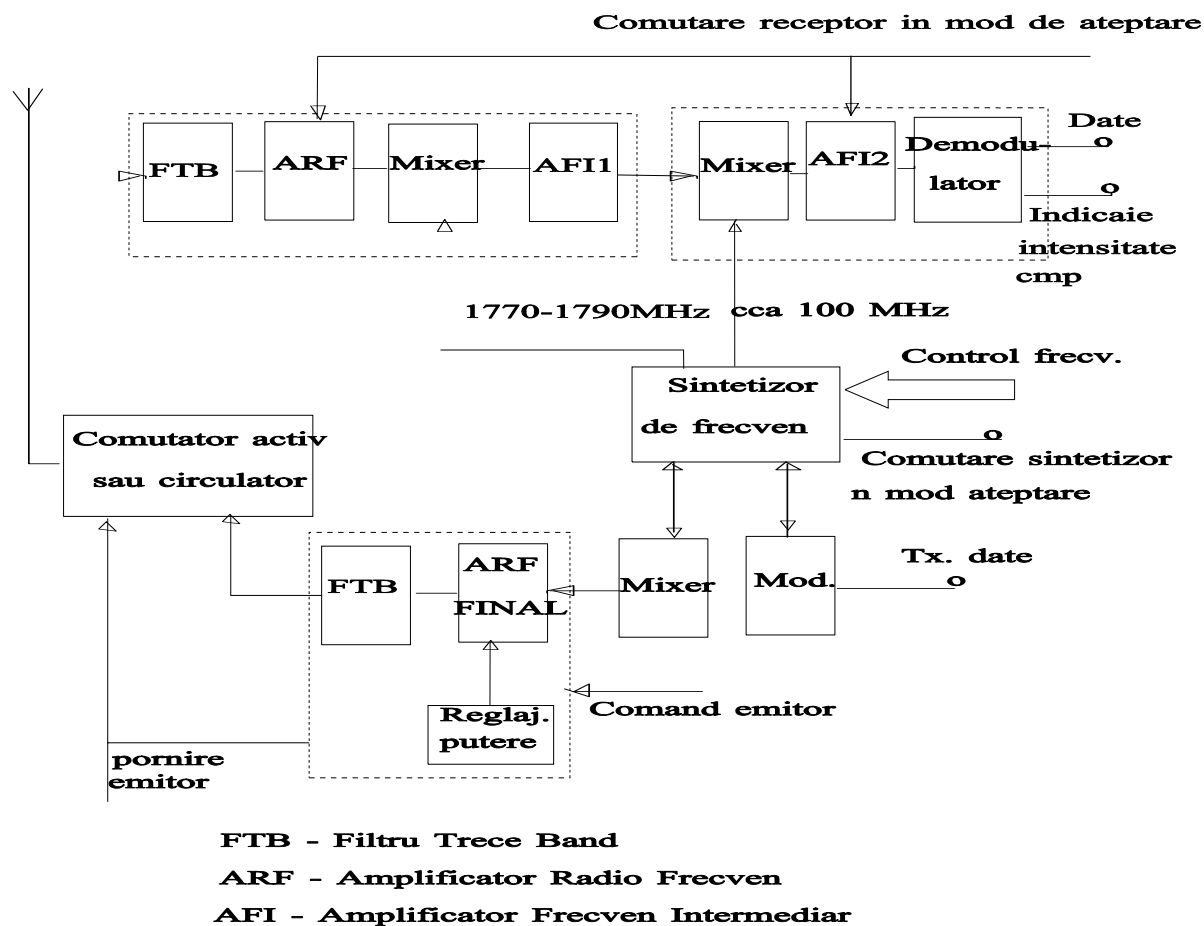 Comutare receptor in mod de ateptare
FTB
ARF
Mixer
AFI1
Mixer
AFI2
Demodu-
lator
Date
Indicaie
intensitate
cmp
1770-1790MHz cca 100 MHz
Control frecv.
Sintetizor
de frecven
Comutare sintetizor
n mod ateptare
Comutator activ
sau circulator
FTB
ARF
FINAL
Mixer
Mod.
Tx. date
Reglaj.
putere
Comand emitor
pornire
emitor
FTB - Filtru Trece Band
ARF - Amplificator Radio Frecven
AFI - Amplificator Frecven Intermediar